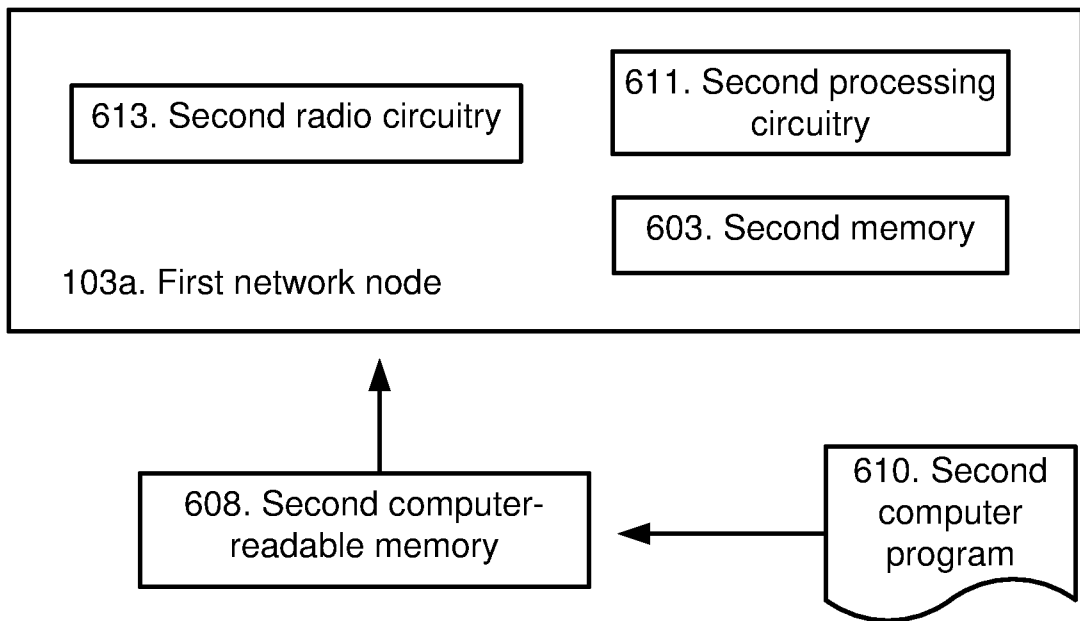 613. Second radio circuitry
611. Second processing
circuitry
603. Second memory
103a. First network node
608. Second computer-
readable memory
610. Second
computer
program